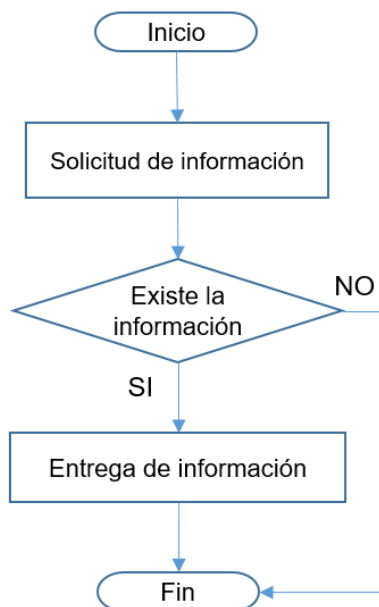 Inicio
Solicitud de información
Existe la
información
NO
SI
Entrega de información
Fin